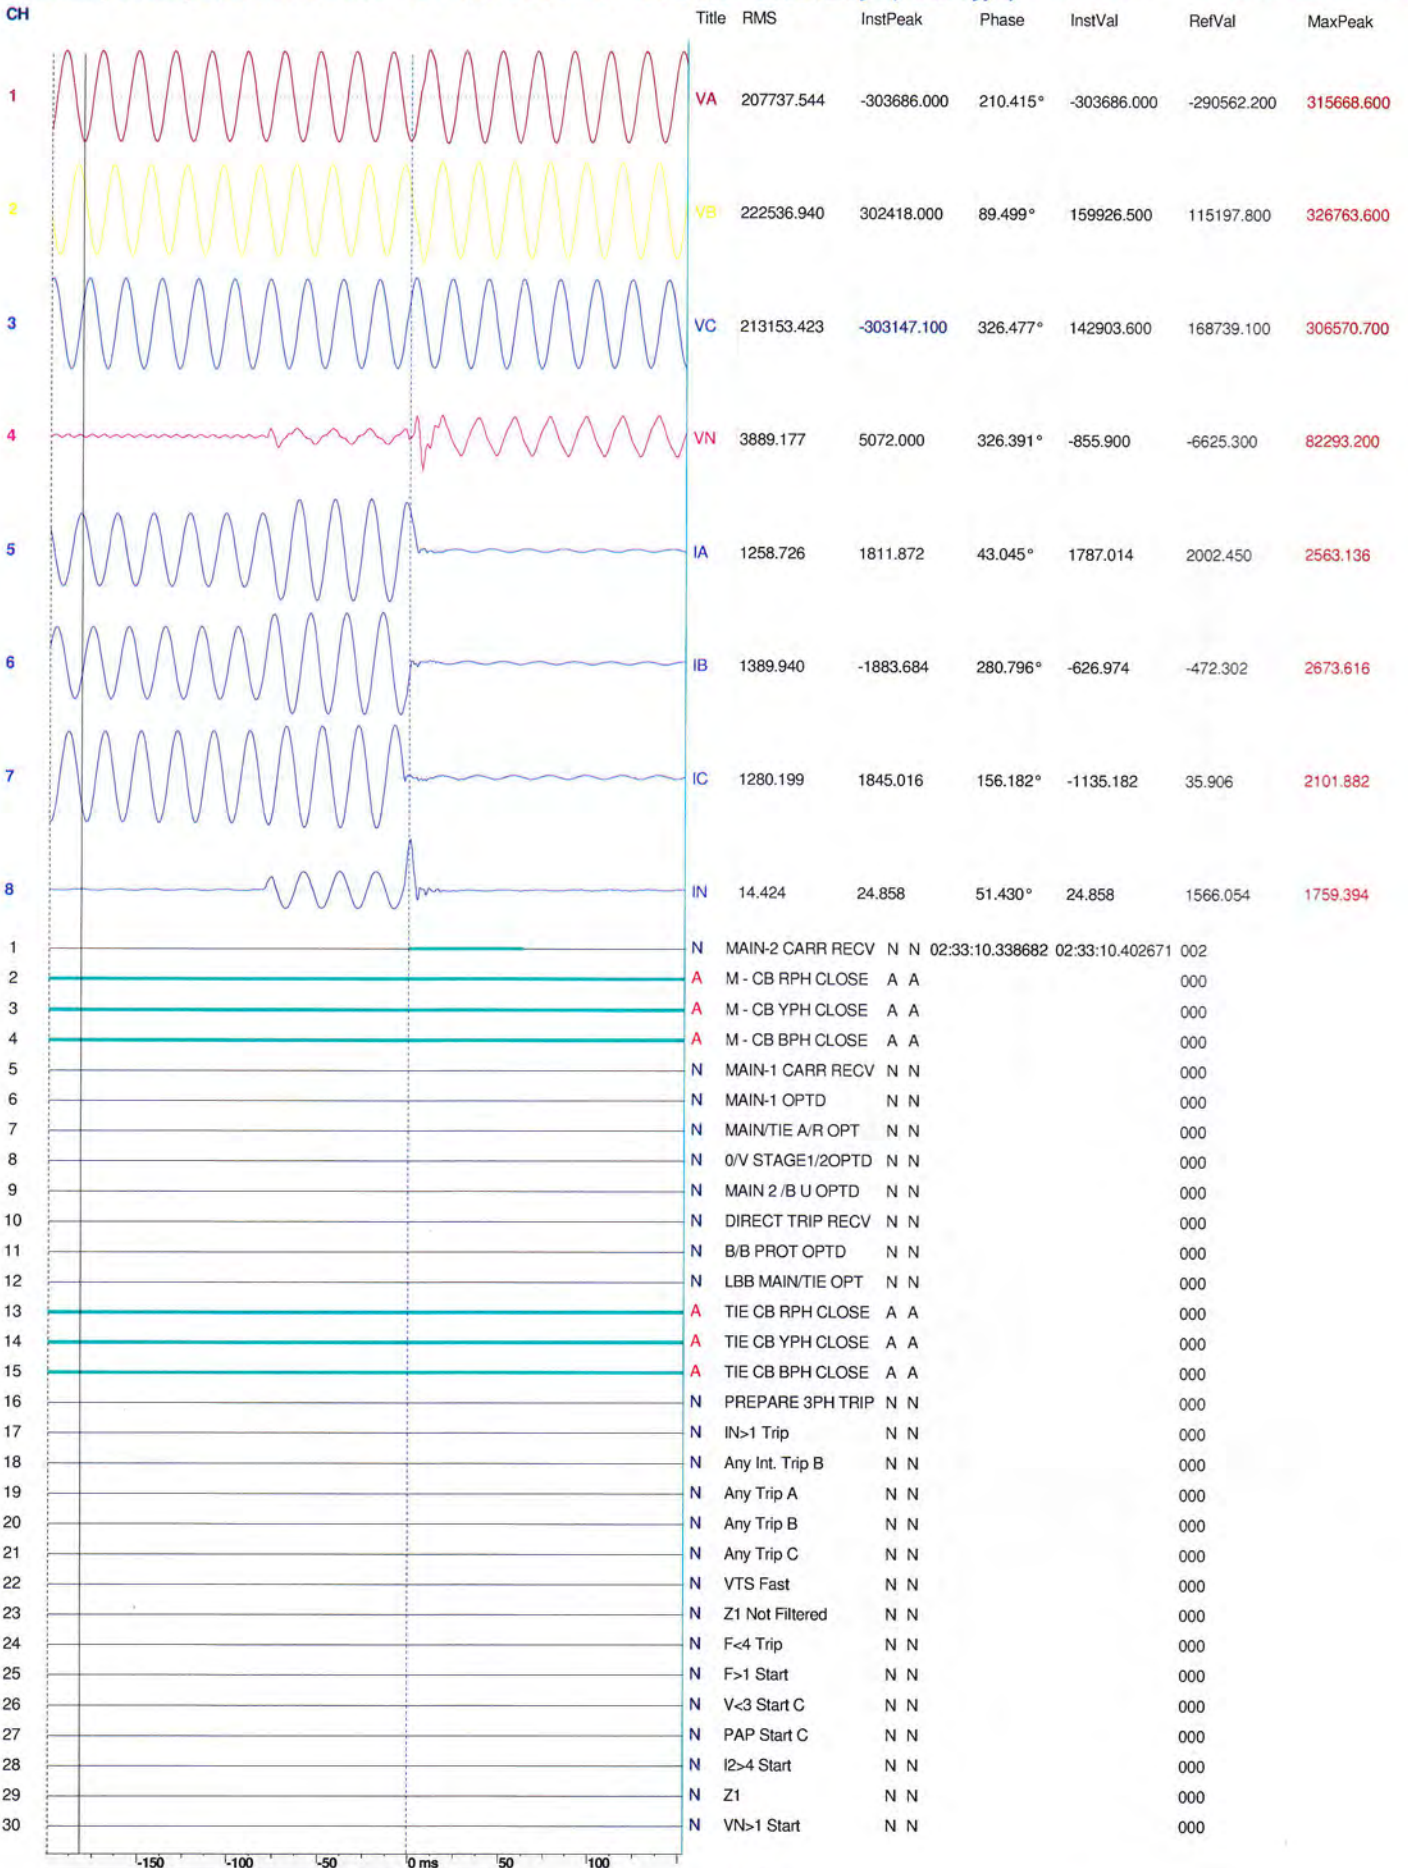 CH Title RMS InstPeak Phase InstVal RefVal MaxPeak
1 VA 207737.544 -303686.000 210.415° -303686.000 -290562.200 315668.600
2 VB 222536.940 302418.000 89.499° 159926.500 115197.800 326763.600
3 VC 213153.423 -303147.100 326.477° 142903.600 168739.100 306570.700
4 VN 3889.177 5072.000 326.391° -855.900 -6625.300 82293.200
5 IA 1258.726 1811.872 43.045° 1787.014 2002.450 2563.136
6 IB 1389.940 -1883.684 280.796° -626.974 -472.302 2673.616
7 IC 1280.199 1845.016 156.182° -1135.182 35.906 2101.882
8 IN 14.424 24.858 51.430° 24.858 1566.054 1759.394
1 N MAIN-2 CARR RECV N N 02:33:10.338682 02:33:10.402671 002
2 A M - CB RPH CLOSE A A 000
3 A M - CB YPH CLOSE A A 000
4 A M - CB BPH CLOSE A A 000
5 N MAIN-1 CARR RECV N N 000
6 N MAIN-1 OPTD N N 000
7 N MAIN/TIE A/R OPT N N 000
8 N 0/V STAGE1/2OPTD N N 000
9 N MAIN 2 /B U OPTD N N 000
10 N DIRECT TRIP RECV N N 000
11 N B/B PROT OPTD N N 000
12 N LBB MAIN/TIE OPT N N 000
13 A TIE CB RPH CLOSE A A 000
14 A TIE CB YPH CLOSE A A 000
15 A TIE CB BPH CLOSE A A 000
16 N PREPARE 3PH TRIP N N 000
17 N IN>1 Trip N N 000
18 N Any Int. Trip B N N 000
19 N Any Trip A N N 000
20 N Any Trip B N N 000
21 N Any Trip C N N 000
22 N VTS Fast N N 000
23 N Z1 Not Filtered N N 000
24 N F<4 Trip N N 000
25 N F>1 Start N N 000
26 N V<3 Start C N N 000
27 N PAP Start C N N 000
28 N I2>4 Start N N 000
29 N Z1 N N 000
30 N VN>1 Start N N 000
-150 -100 -50 0 ms 50 100